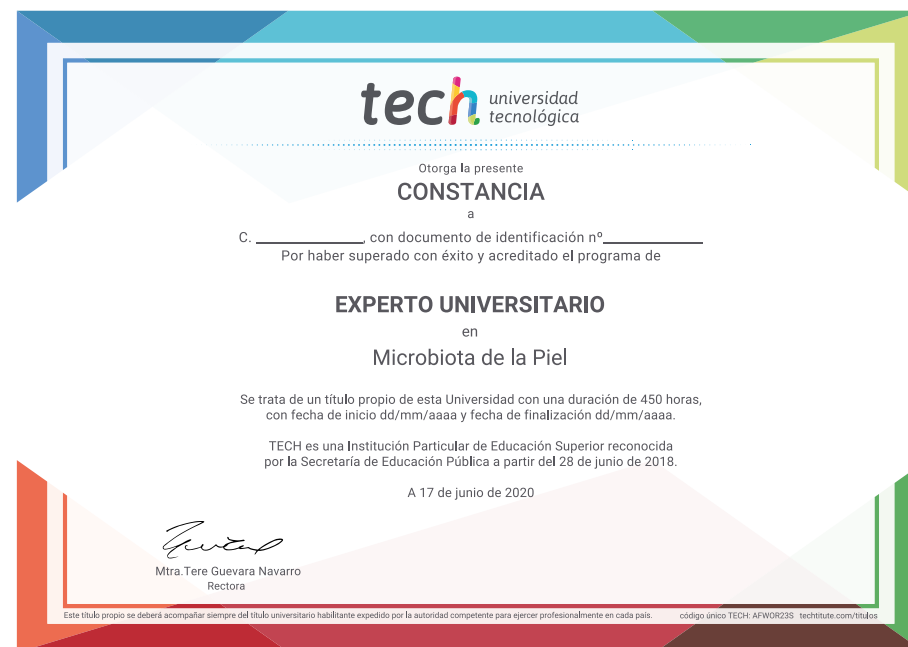 tech universidad
tecnológica
Otorga la presente
CONSTANCIA
a
C. ______________, con documento de identificación nº_____________
Por haber superado con éxito y acreditado el programa de
EXPERTO UNIVERSITARIO
en
Microbiota de la Piel
Se trata de un título propio de esta Universidad con una duración de 450 horas,
con fecha de inicio dd/mm/aaaa y fecha de finalización dd/mm/aaaa.
TECH es una Institución Particular de Educación Superior reconocida
por la Secretaría de Educación Pública a partir del 28 de junio de 2018.
A 17 de junio de 2020
Mtra.Tere Guevara Navarro
Rectora
Este título propio se deberá acompañar siempre del título universitario habilitante expedido por la autoridad competente para ejercer profesionalmente en cada país. código único TECH: AFWOR23S techtitute.com/titulos